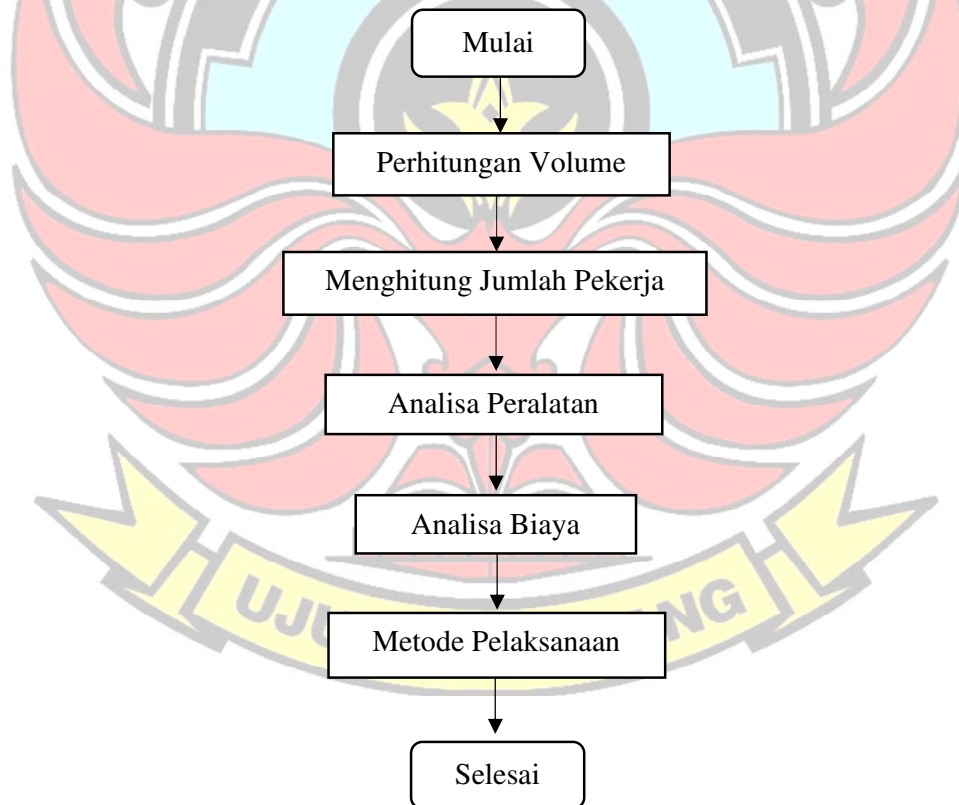 Mulai
Perhitungan Volume
Menghitung Jumlah Pekerja
Analisa Peralatan
Analisa Biaya
Metode Pelaksanaan
Selesai